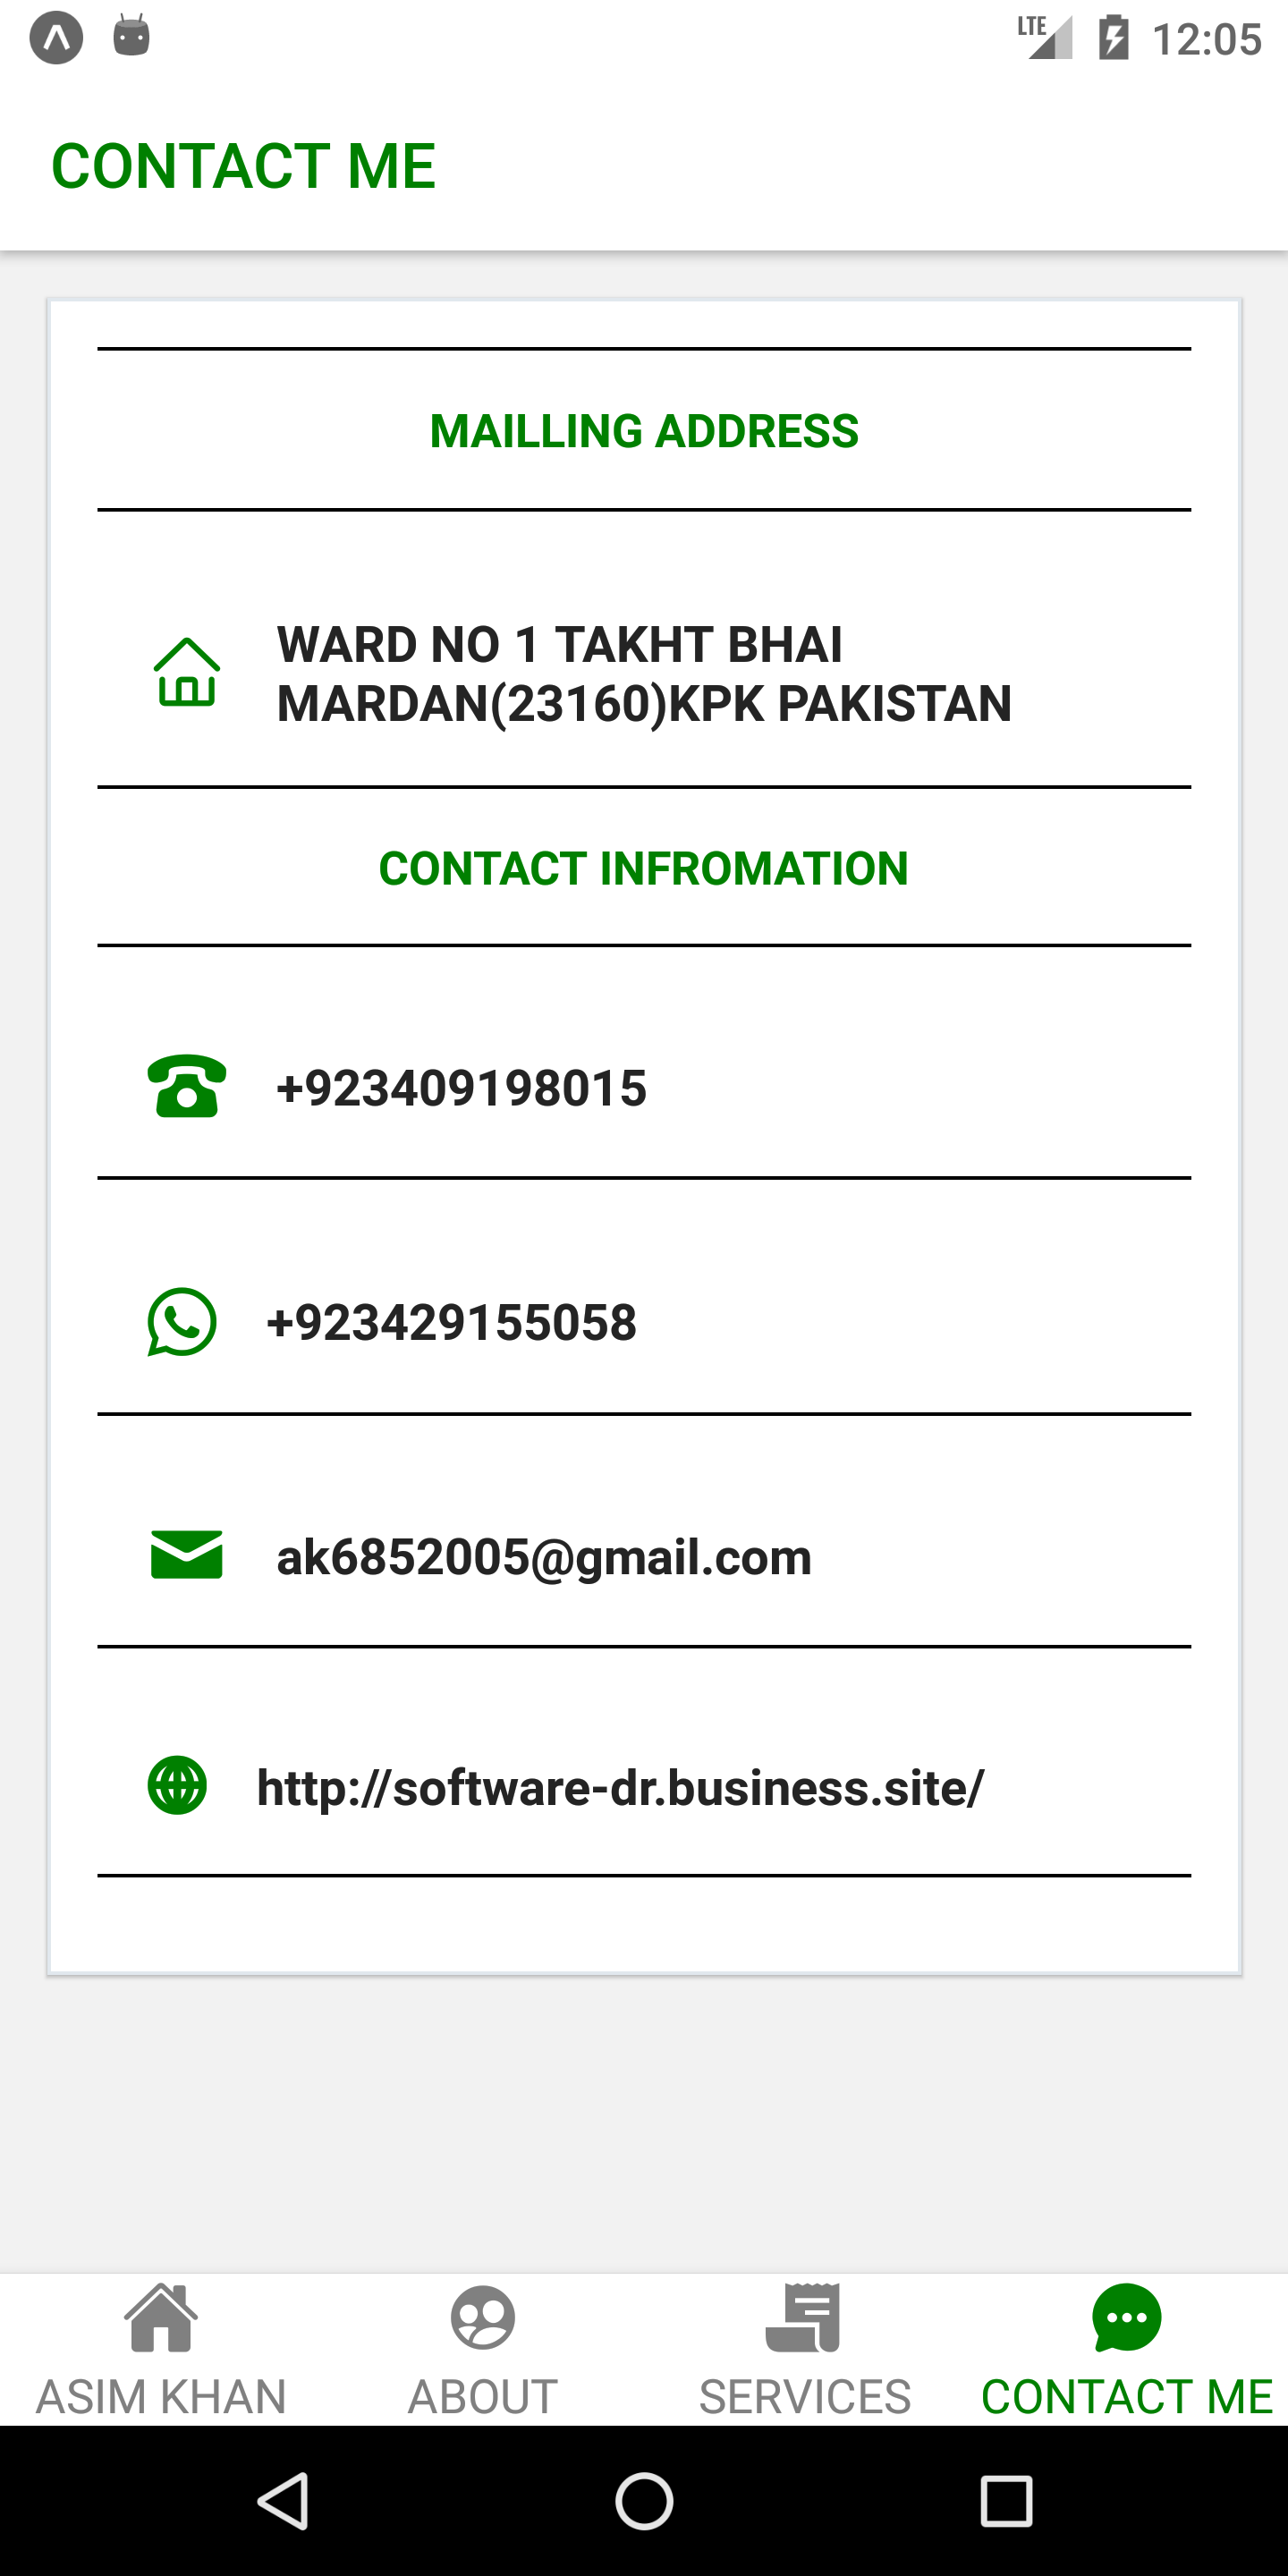 LTE 12:05
CONTACT ME
MAILLING ADDRESS
WARD NO 1 TAKHT BHAI
MARDAN(23160)KPK PAKISTAN
CONTACT INFROMATION
+923409198015
+923429155058
ak6852005@gmail.com
http://software-dr.business.site/
ASIM KHAN ABOUT SERVICES CONTACT ME